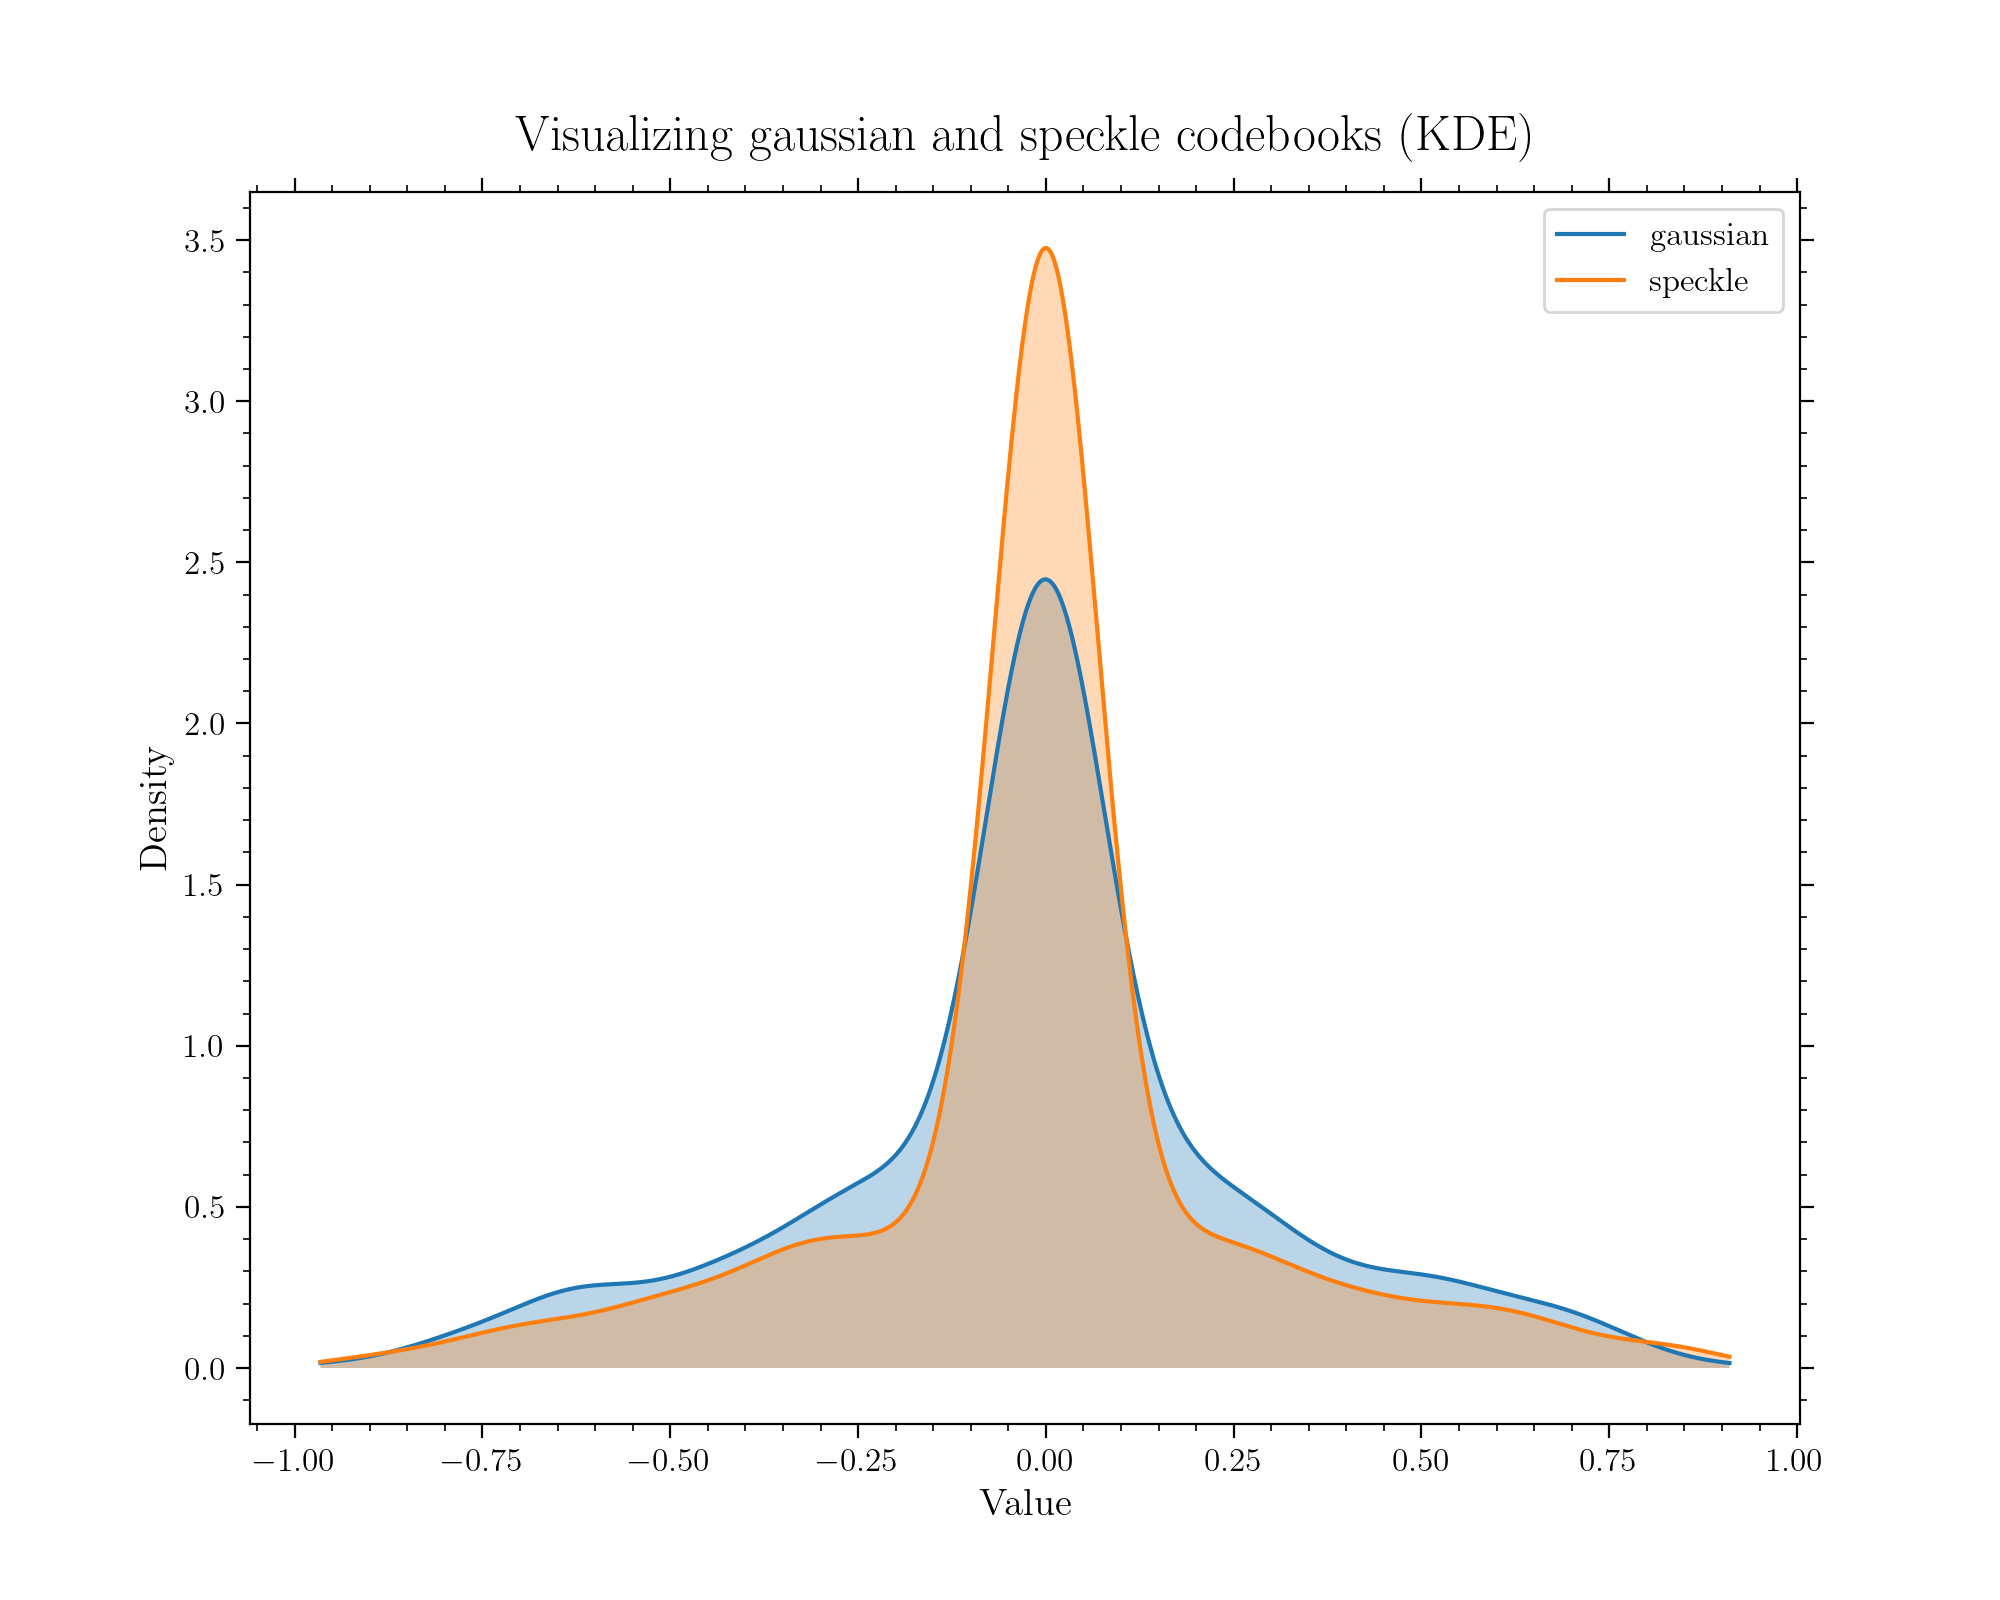 Visualizing gaussian and speckle codebooks (KDE)
gaussian
speckle
3.5
3.0
2.5
2.0
1.5
1.0
0.5
0.0
Density
−1.00 −0.75 −0.50 −0.25 0.00 0.25 0.50 0.75 1.00
Value